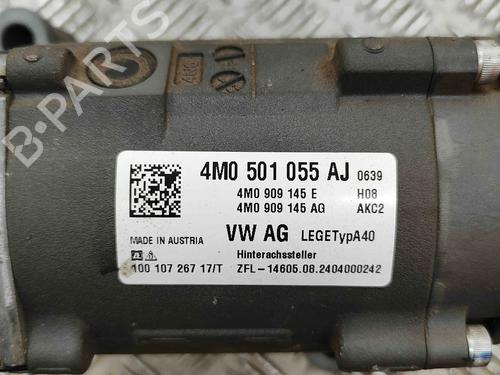 B-PARTS
4M0 501 055 AJ 0639
4M0 909 145 E H08
4M0 909 145 AG AKC2
MADE IN AUSTRIA VW AG LEGETypA40
Hinterachssteller
100 107 267 17/T ZFL-14605.08.2404000242